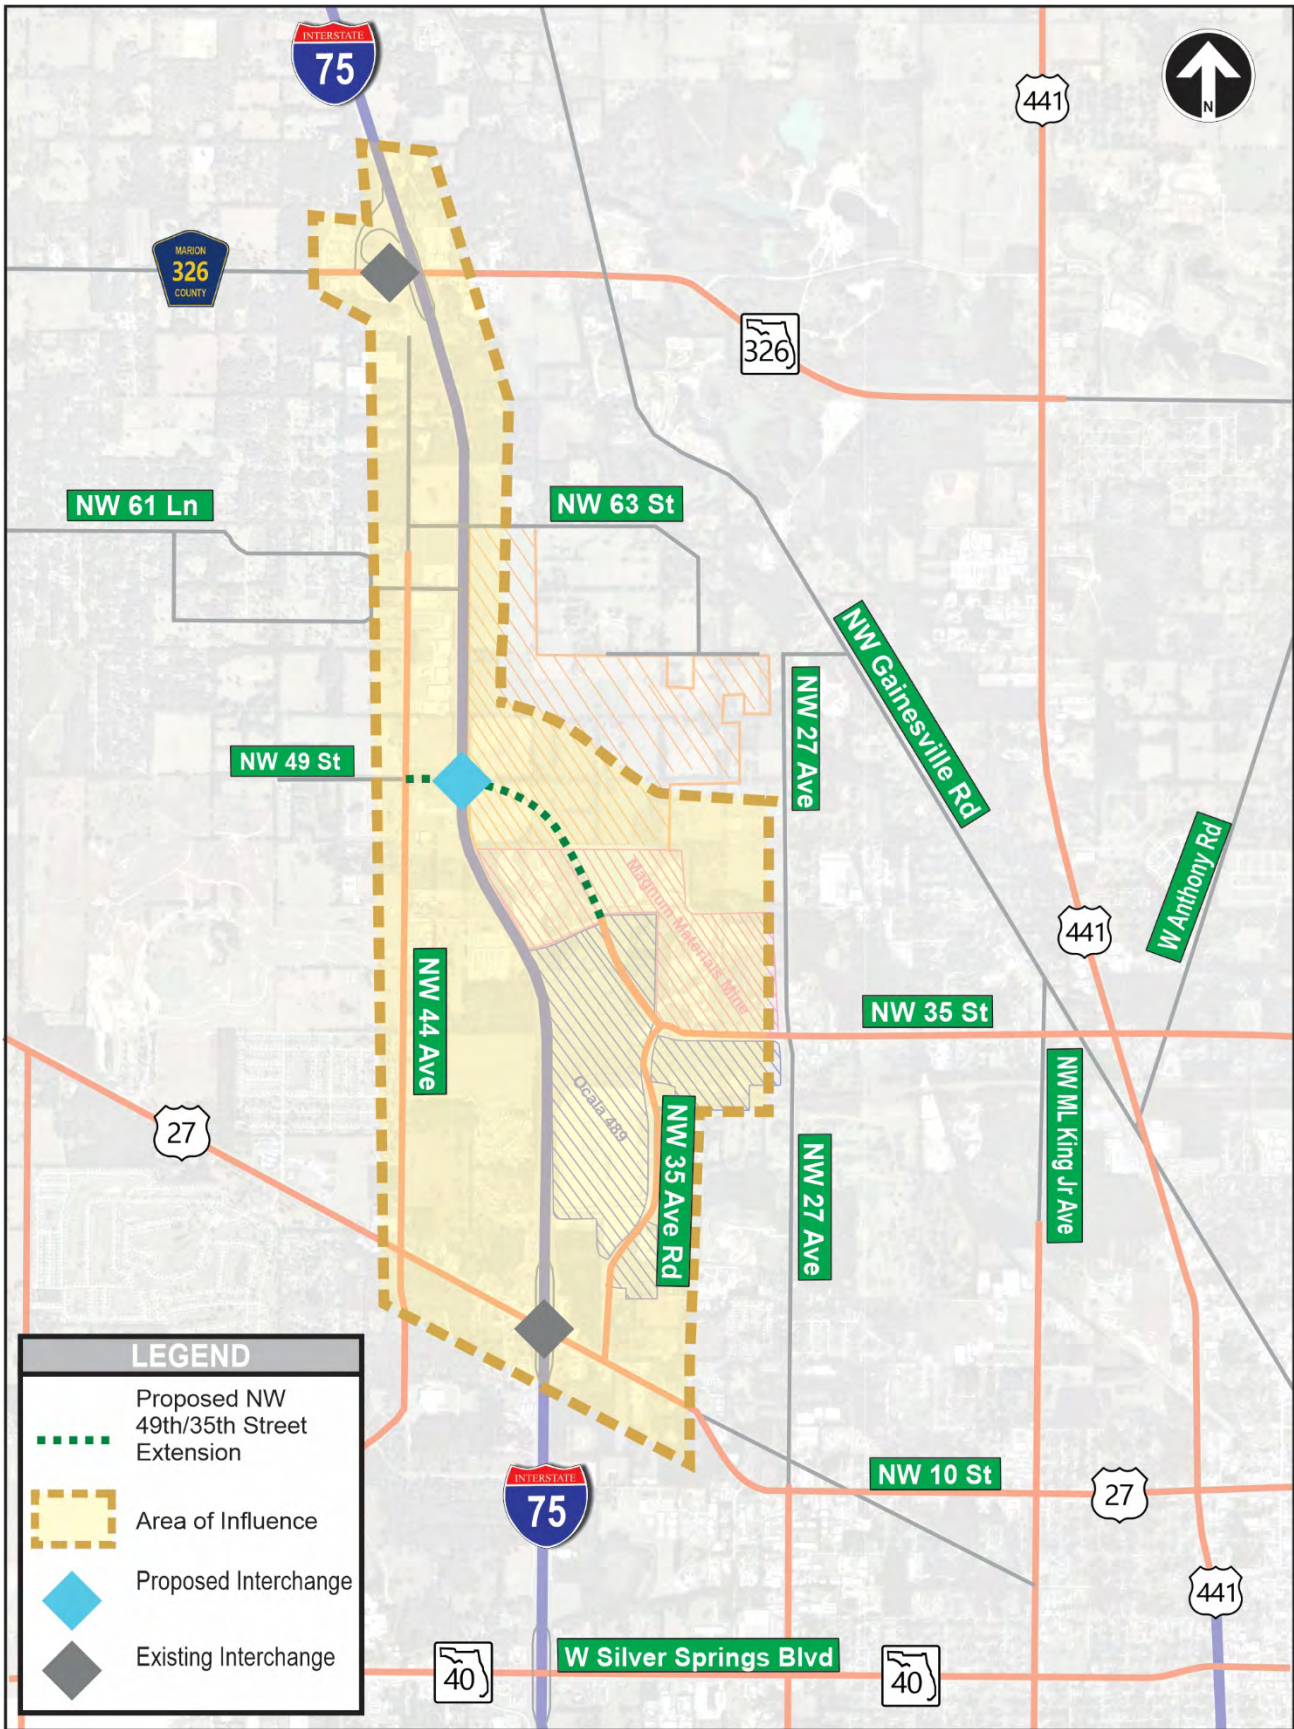 INTERSTATE
75
441
N
MARION
326
COUNTY
326
NW 61 Ln
NW 63 St
NW Gainesville Rd
NW 27 Ave
NW 49 St
W Anthony Rd
Magnum Materials Mine
441
NW 44 Ave
NW 35 St
NW ML King Jr Ave
Ocala 489
27
NW 35 Ave Rd
NW 27 Ave
LEGEND
Proposed NW
49th/35th Street
Extension
Area of Influence
Proposed Interchange
Existing Interchange
INTERSTATE
75
NW 10 St
27
441
40
W Silver Springs Blvd
40